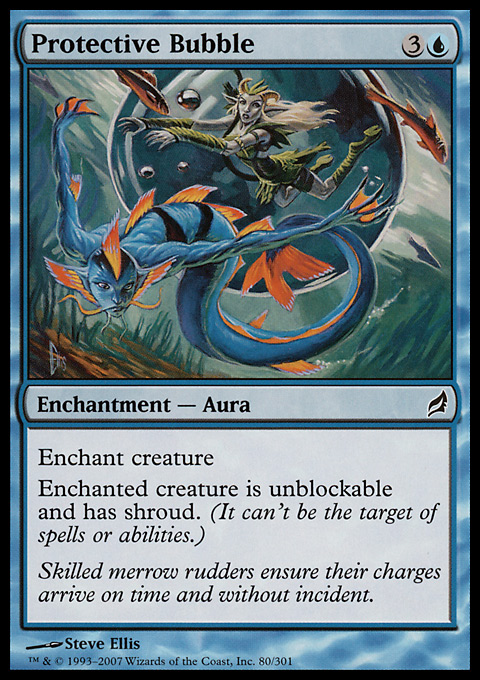 Protective Bubble 3
Enchantment — Aura
Enchant creature
Enchanted creature is unblockable
and has shroud. (It can't be the target of
spells or abilities.)
Skilled merrow rudders ensure their charges
arrive on time and without incident.
Steve Ellis
™ & © 1993–2007 Wizards of the Coast, Inc. 80/301